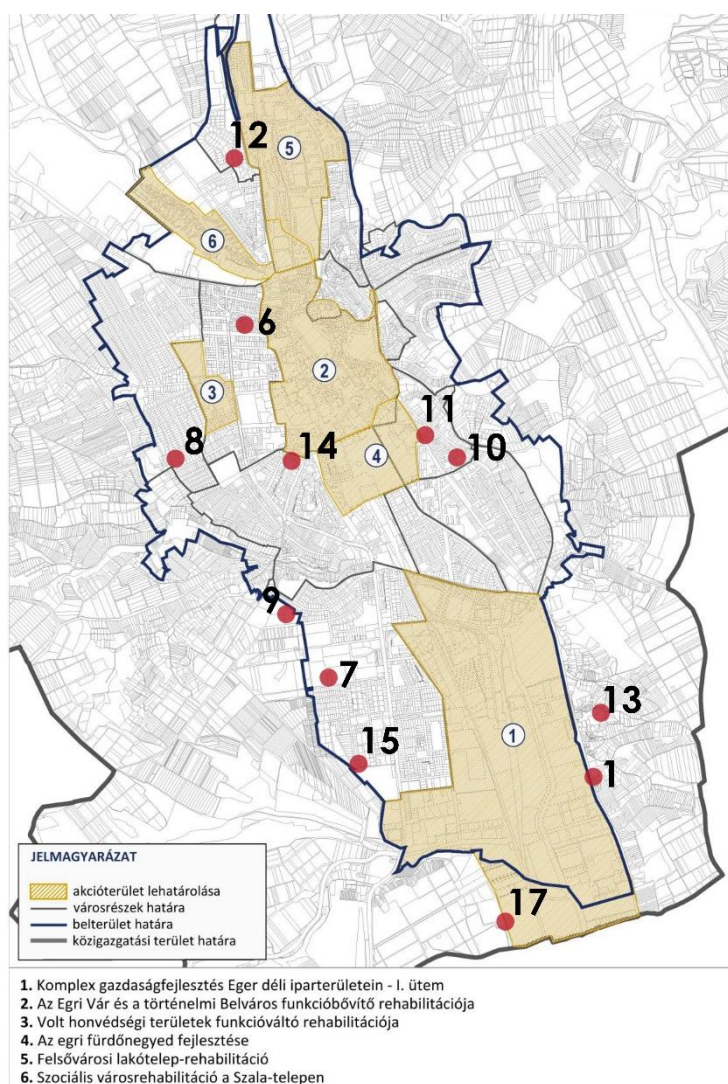 12
5
6
6
2
3
11
8
14
10
4
9
7
13
15
1
1
17
JELMAGYARÁZAT
akcióterület lehatárolása
városrészek határa
belterület határa
közigazgatási terület határa
1. Komplex gazdaságfejlesztés Eger déli iparterületein - I. ütem
2. Az Egri Vár és a történelmi Belváros funkcióbővítő rehabilitációja
3. Volt honvédségi területek funkcióváltó rehabilitációja
4. Az egri fürdőnegyed fejlesztése
5. Felsővárosi lakótelep-rehabilitáció
6. Szociális városrehabilitáció a Szala-telepen